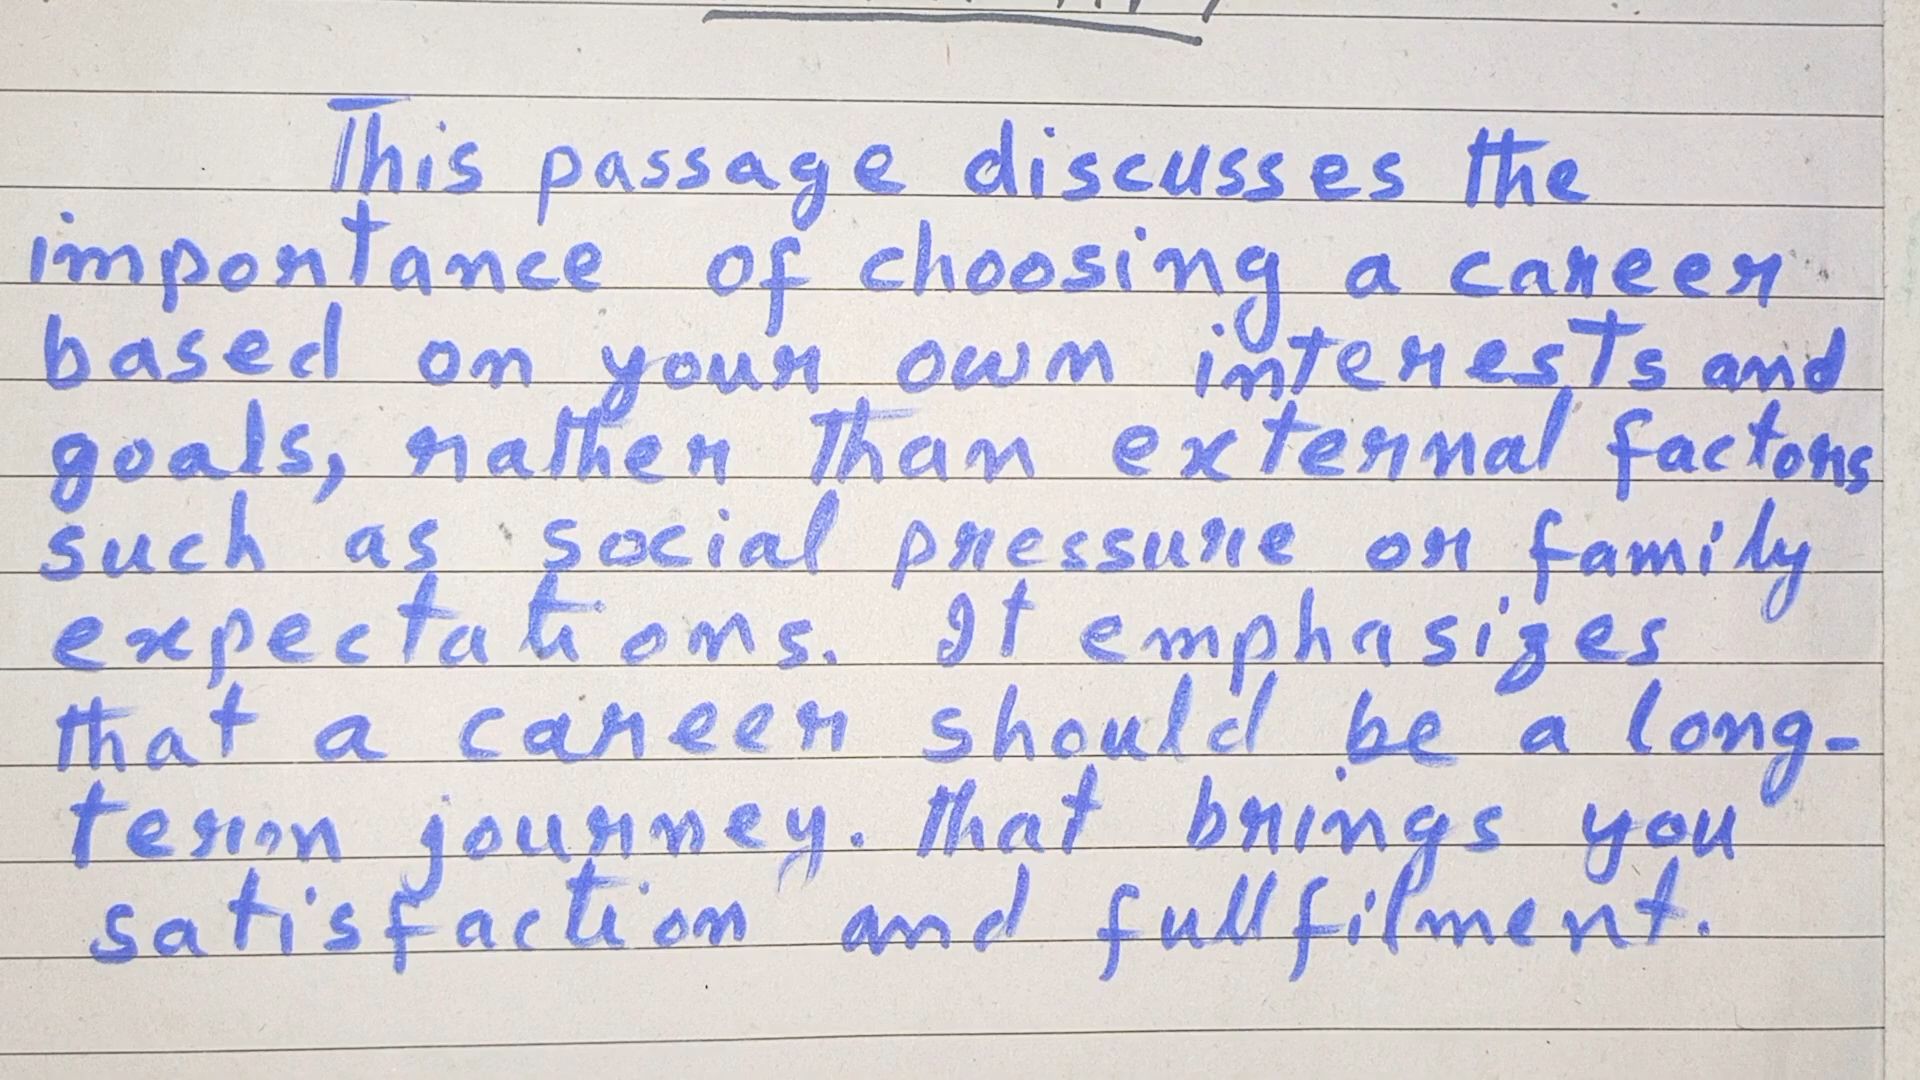 This passage discusses the
importance of choosing a career
based on your own interests and
goals, rather than external factors
such as social pressure or family
expectations. It emphasizes
that a career should be a long-
term journey. that brings you
satisfaction and fullfilment.